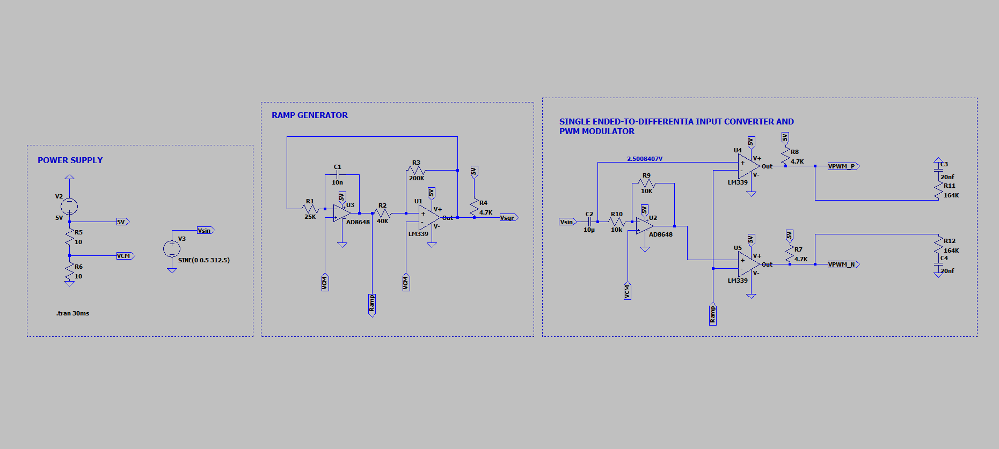 POWER SUPPLY
V2
5V
5V
R5
10
VCM
R6
10
Vsin
V3
SINE(0 0.5 312.5)
.tran 30ms
RAMP GENERATOR
C1
10n
R1
25K
5V
U3
AD8648
VCM
R2
40K
Ramp
R3
200K
U1
5V
V+
V-
Out
LM339
VCM
5V
R4
4.7K
Vsqr
SINGLE ENDED-TO-DIFFERENTIA INPUT CONVERTER AND
PWM MODULATOR
2.5008407V
Vsin
C2
10µ
R10
10k
R9
10K
5V
U2
AD8648
VCM
U4
5V
V+
V-
Out
LM339
5V
R8
4.7K
VPWM_P
C3
20nf
R11
164K
U5
5V
V+
V-
Out
LM339
5V
R7
4.7K
VPWM_N
R12
164K
C4
20nf
Ramp